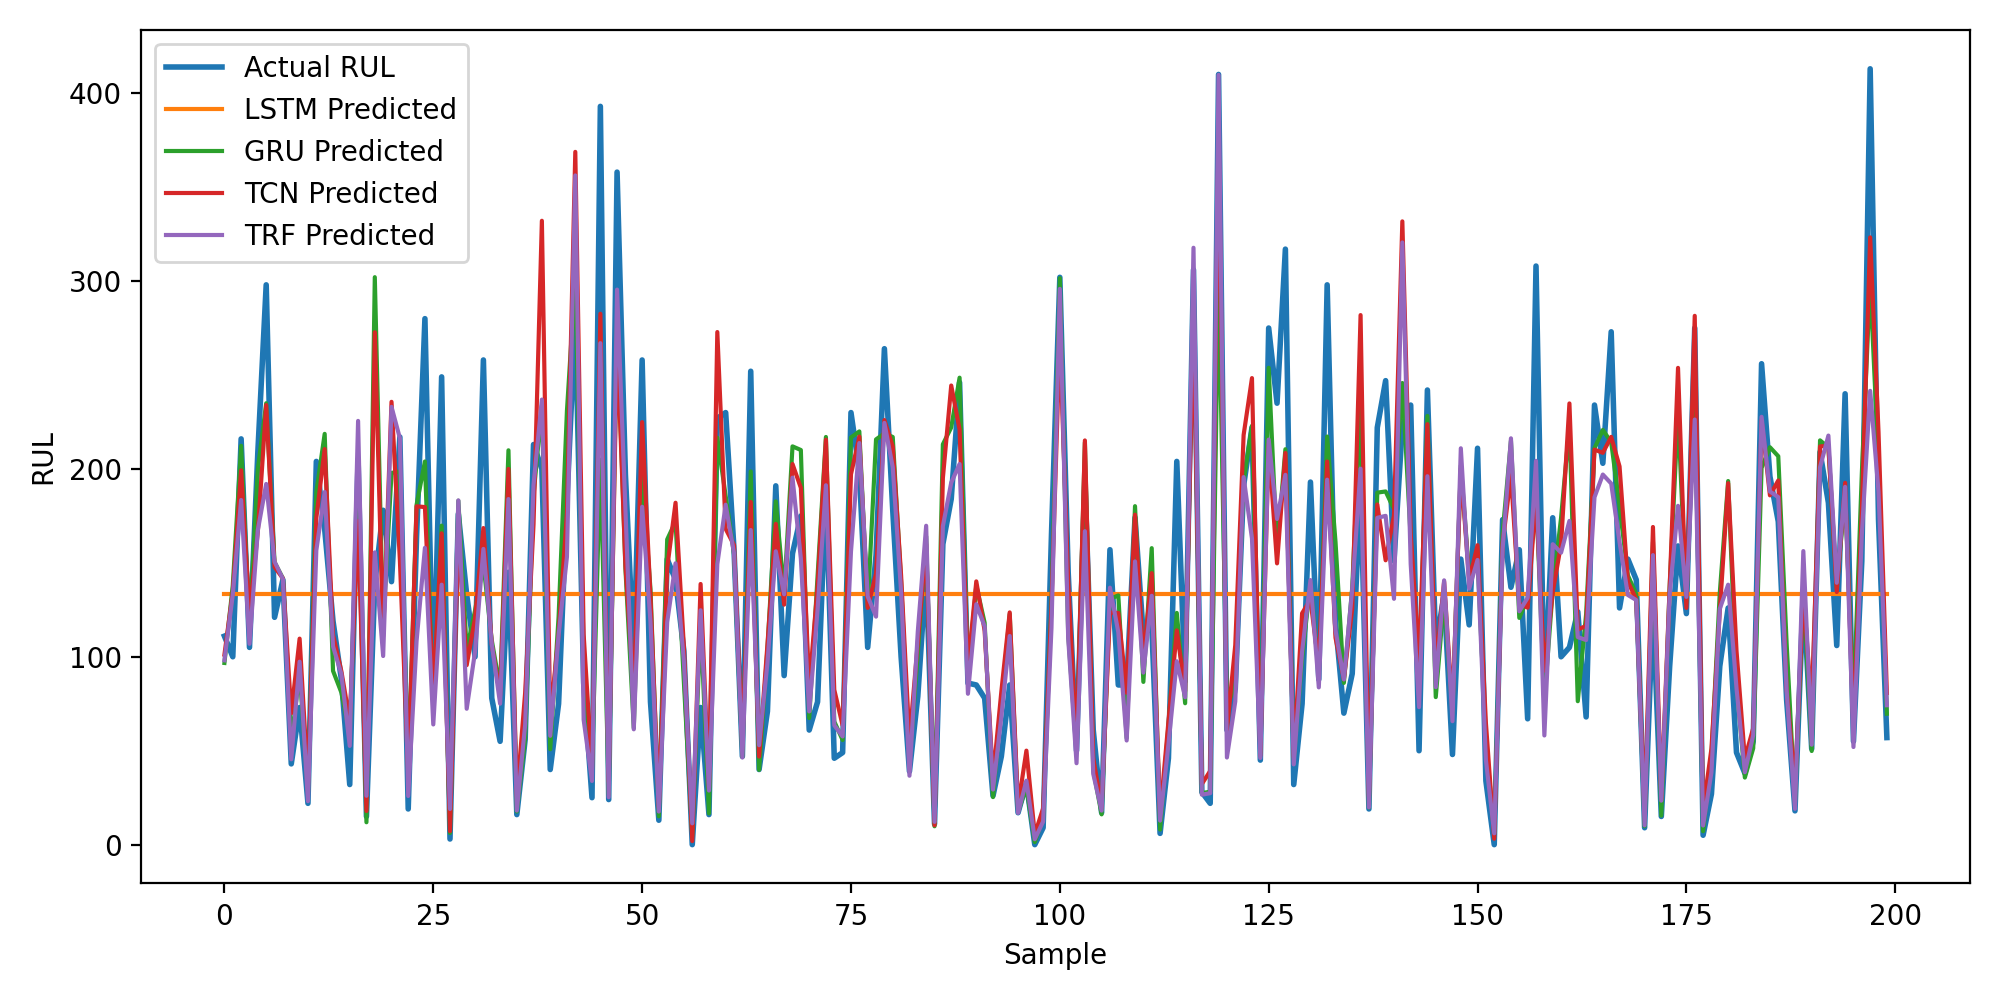 Actual RUL
LSTM Predicted
GRU Predicted
TCN Predicted
TRF Predicted
RUL
400
300
200
100
0
0 25 50 75 100 125 150 175 200
Sample